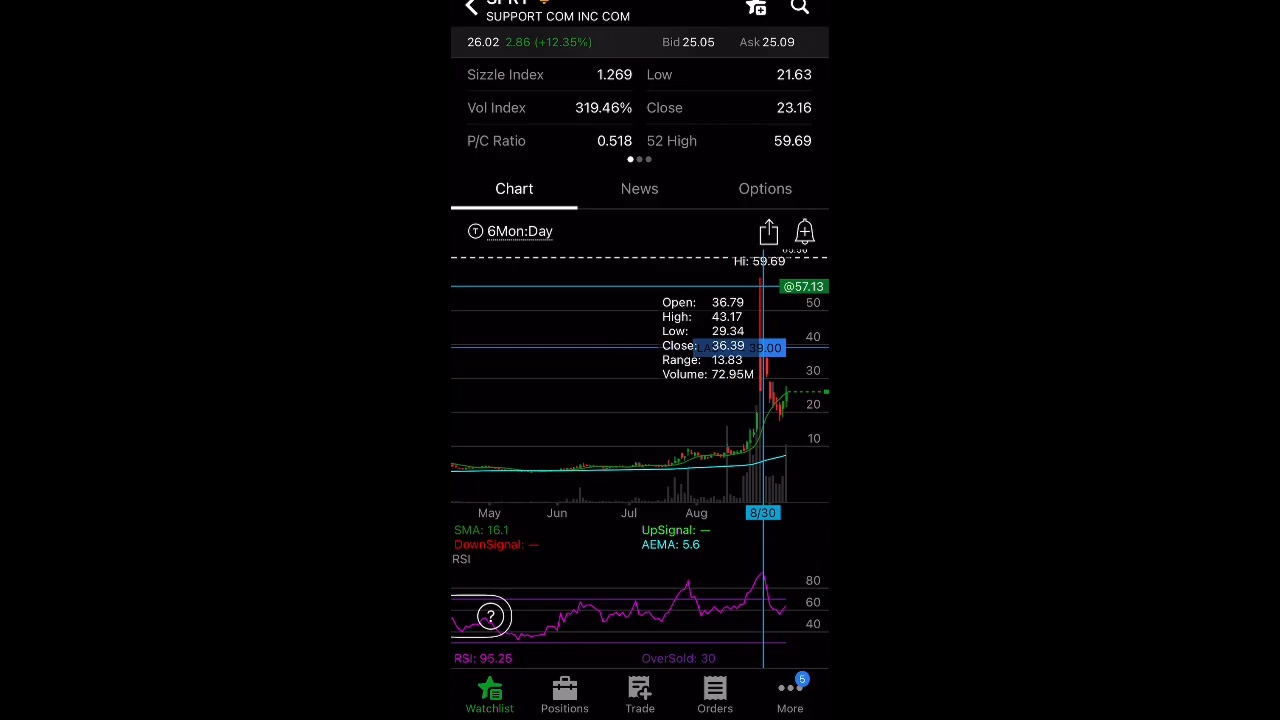 SUPPORT COM INC COM
26.02 2.86 (+12.35%) Bid 25.05 Ask 25.09
Sizzle Index 1.269 Low 21.63
Vol Index 319.46% Close 23.16
P/C Ratio 0.518 52 High 59.69
Chart News Options
T 6Mon:Day
Hi: 59.69
@57.13
50
Open: 36.79
High: 43.17
Low: 29.34
40
Close: 36.39
39.00
Range: 13.83
30
Volume: 72.95M
20
10
May Jun Jul Aug 8/30
SMA: 16.1 UpSignal: —
DownSignal: — AEMA: 5.6
RSI
80
60
?
40
RSI: 95.25 OverSold: 30
5
Watchlist Positions Trade Orders More